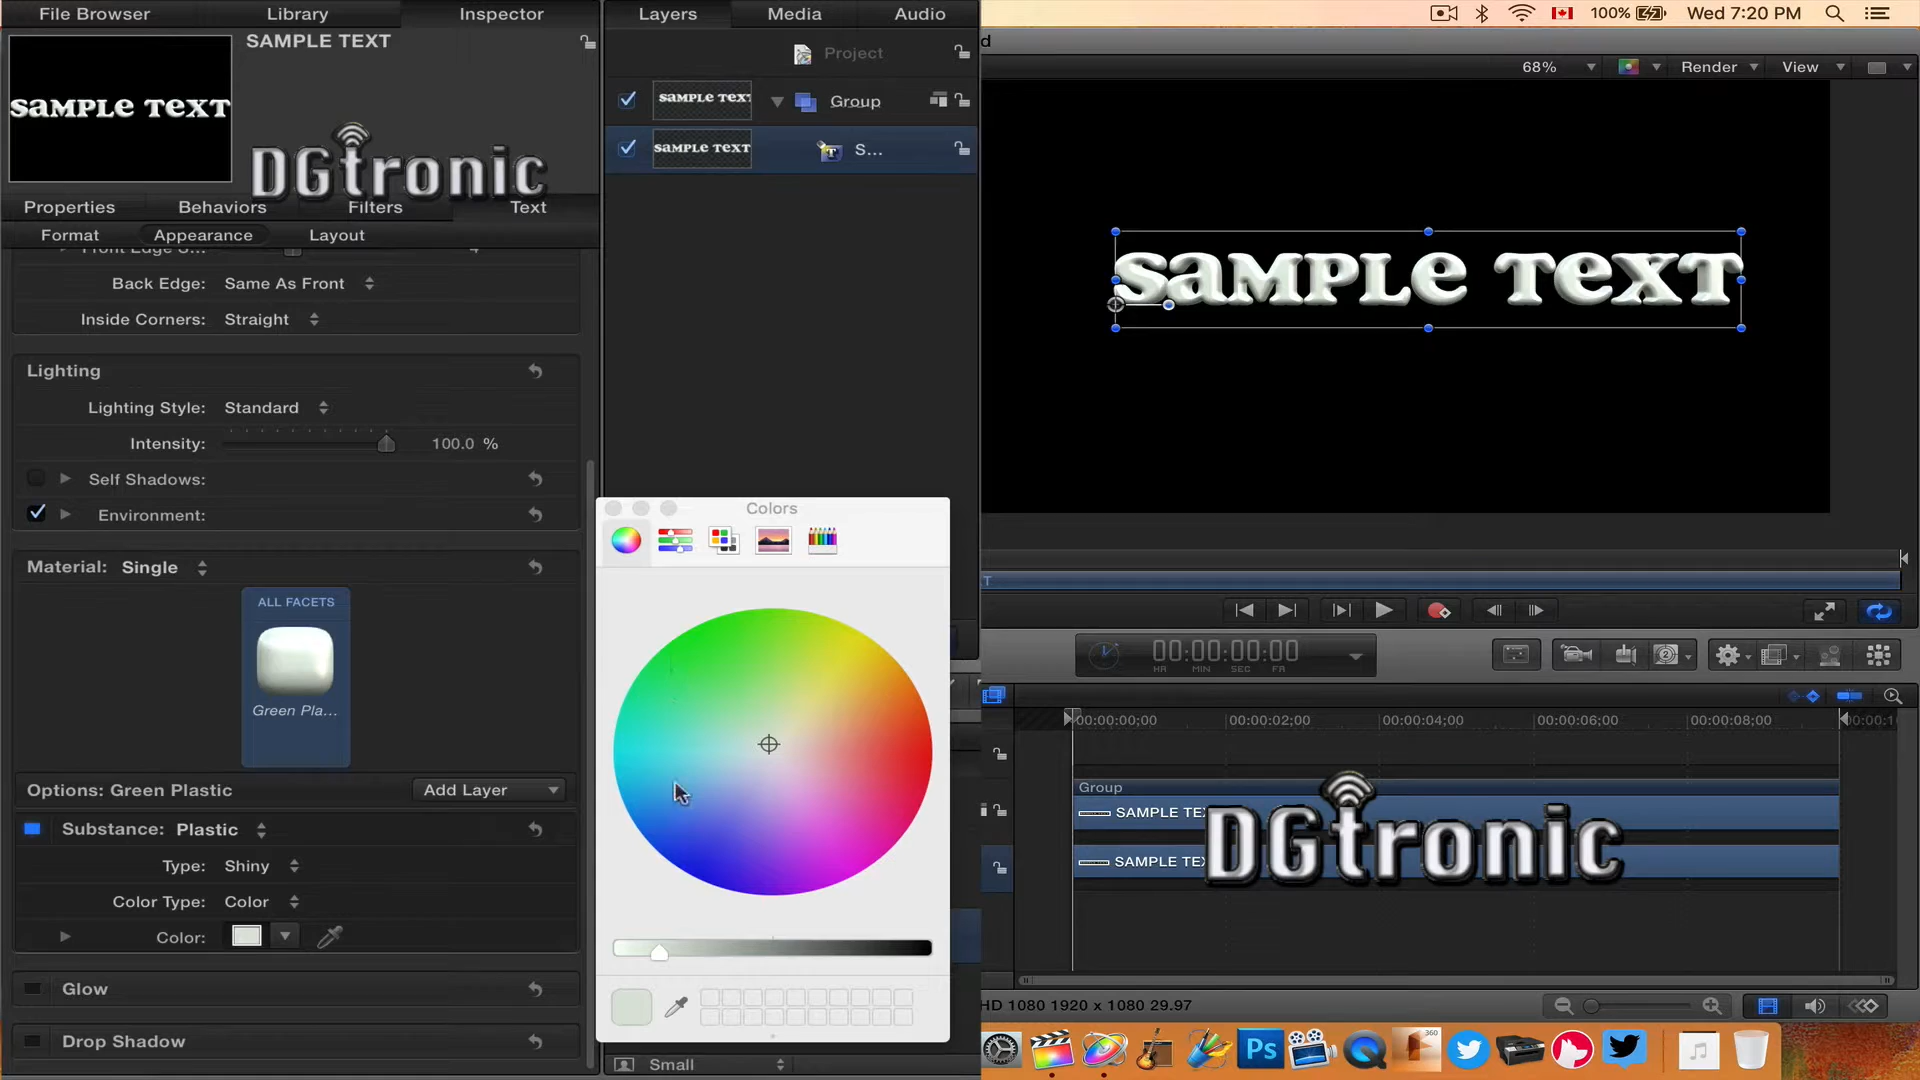 File Browser
Library
Inspector
SAMPLE TEXT
SAMPLE TEXT
DGtronic
Properties
Behaviors
Filters
Text
Format
Appearance
Layout
Back Edge: Same As Front
Inside Corners: Straight
Lighting
Lighting Style: Standard
Intensity: 100.0 %
Self Shadows:
Environment:
Material: Single
ALL FACETS
Green Pla...
Options: Green Plastic
Add Layer
Substance: Plastic
Type: Shiny
Color Type: Color
Color:
Glow
Drop Shadow
Layers
Media
Audio
Project
SAMPLE TEXT
Group
SAMPLE TEXT
T
S...
Colors
Small
100%
Wed 7:20 PM
d
68%
Render
View
SAMPLE TEXT
T
00:00:00:00
HR MIN SEC FR
00:00:00;00
00:00:02;00
00:00:04;00
00:00:06;00
00:00:08;00
00:00:1
Group
SAMPLE TE
SAMPLE TE
DGtronic
HD 1080 1920 x 1080 29.97
Ps
360